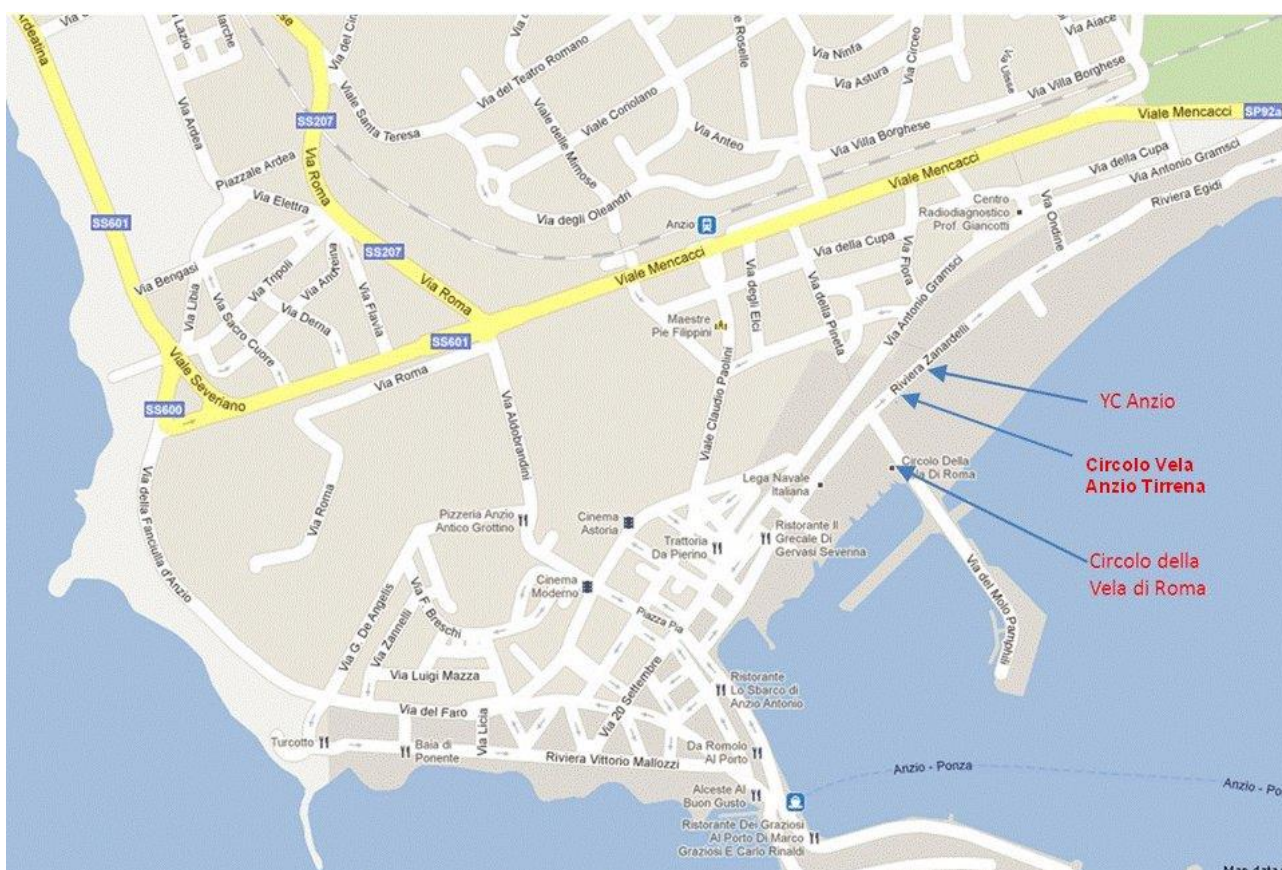 Ardeatina
Via Lazio
Marche
Via del Teatro Romano
Via Ninfa
Via Aiace
Via Ulisse
Via Circeo
Via Astura
Via Villa Borghese
Roselle
Viale Coriolano
Viale delle Mimose
Viale Santa Teresa
SS207
Via Ardea
Via Roma
Piazzale Ardea
Via Anteo
Via Villa Borghese
Viale Mencacci
SP92a
Via della Cupa
Via Antonio Gramsci
Viale Mencacci
Riviera Egidi
Via Elettra
Via degli Oleandri
Anzio
Centro
Radiodiagnostico
Prof. Giancotti
Via Ondine
SS601
SS207
Via Bengasi
Via Tripoli
Via Libia
Via Sacro Cuore
Via Derna
Via Flavia
Via Roma
Viale Mencacci
Via della Cupa
Via Flora
Via degli Elci
Via della Pineta
Via Antonio Gramsci
Maestre
Pie Filippini
SS601
Viale Severiano
Via Roma
SS600
Riviera Zanardelli
YC Anzio
Via Aldobrandini
Viale Claudio Paolini
Via della Fanciulla d'Anzio
Via Roma
Circolo Vela
Anzio Tirrena
Circolo Della
Vela Di Roma
Lega Navale
Italiana
Pizzeria Anzio
Antico Grottino
Cinema
Astoria
Trattoria
Da Pierino
Ristorante Il
Grecale Di
Gervasi Severina
Circolo della
Vela di Roma
Cinema
Moderno
Via del Molo Pamphili
Via G. De Angelis
Via Zannelli
Via F. Breschi
Piazza Pia
Via Luigi Mazza
Via 20 Settembre
Ristorante
Lo Sbarco di
Anzio Antonio
Via del Faro
Via Licia
Turcotto
Baia di
Ponente
Riviera Vittorio Mallozzi
Da Romolo
Al Porto
Anzio - Ponza
Alceste Al
Buon Gusto
Ristorante Dei Graziosi
Al Porto Di Marco
Graziosi E Carlo Rinaldi